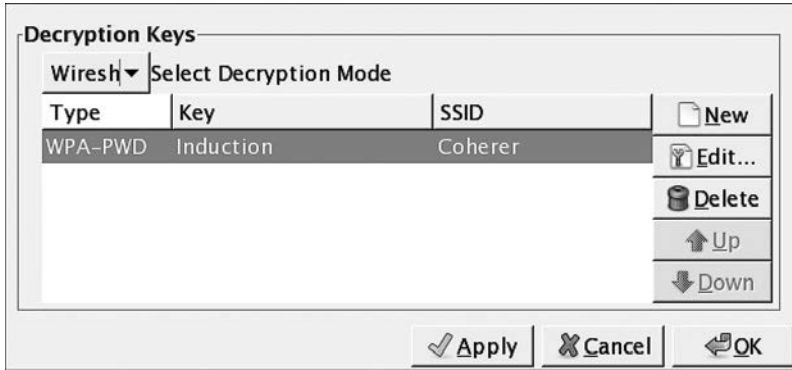 Decryption Keys
Wiresh Select Decryption Mode
Type Key SSID
New
WPA-PWD Induction Coherer
Edit...
Delete
Up
Down
Apply Cancel OK